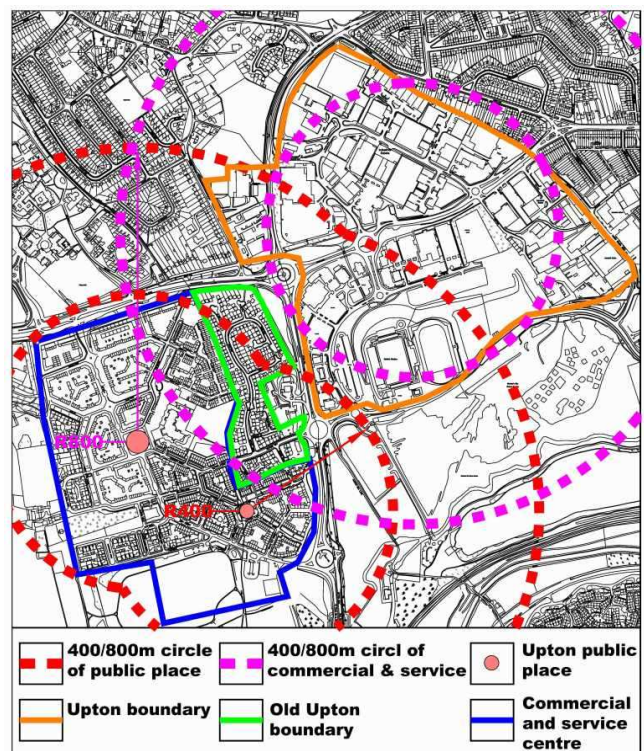 R800
R400
400/800m circle
of public place
400/800m circl of
commercial & service
Upton public
place
Upton boundary
Old Upton
boundary
Commercial
and service
centre